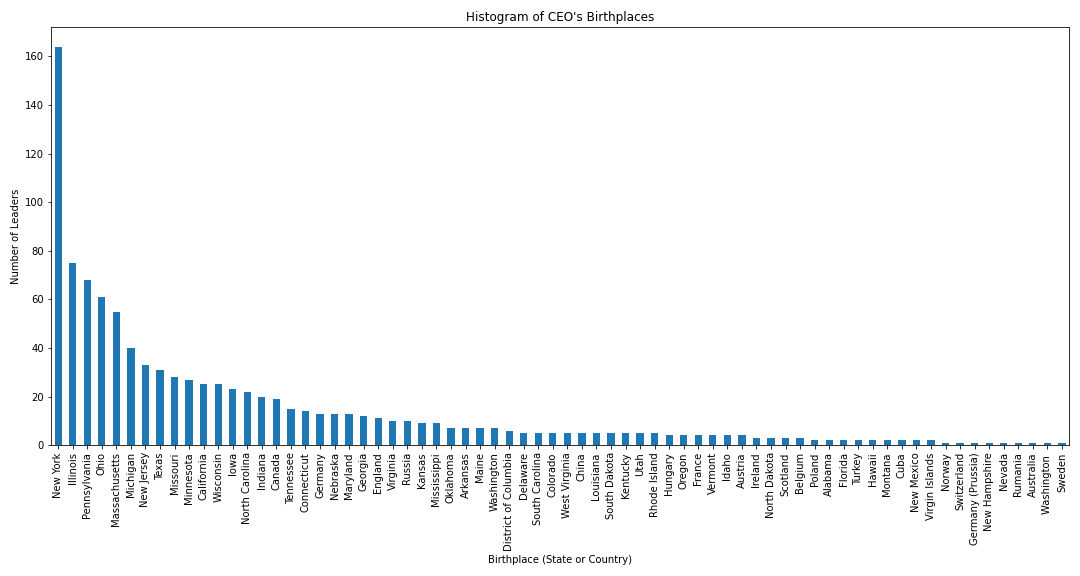 Histogram of CEO's Birthplaces
Number of Leaders
160
140
120
100
80
60
40
20
0
New York
Illinois
Pennsylvania
Ohio
Massachusetts
Michigan
New Jersey
Texas
Missouri
Minnesota
California
Wisconsin
Iowa
North Carolina
Indiana
Canada
Tennessee
Connecticut
Germany
Nebraska
Maryland
Georgia
England
Virginia
Russia
Kansas
Mississippi
Oklahoma
Arkansas
Maine
Washington
District of Columbia
Delaware
South Carolina
Colorado
West Virginia
China
Louisiana
South Dakota
Kentucky
Utah
Rhode Island
Hungary
Oregon
France
Vermont
Idaho
Austria
Ireland
North Dakota
Scotland
Belgium
Poland
Alabama
Florida
Turkey
Hawaii
Montana
Cuba
New Mexico
Virgin Islands
Norway
Switzerland
Germany (Prussia)
New Hampshire
Nevada
Rumania
Australia
Washington
Sweden
Birthplace (State or Country)